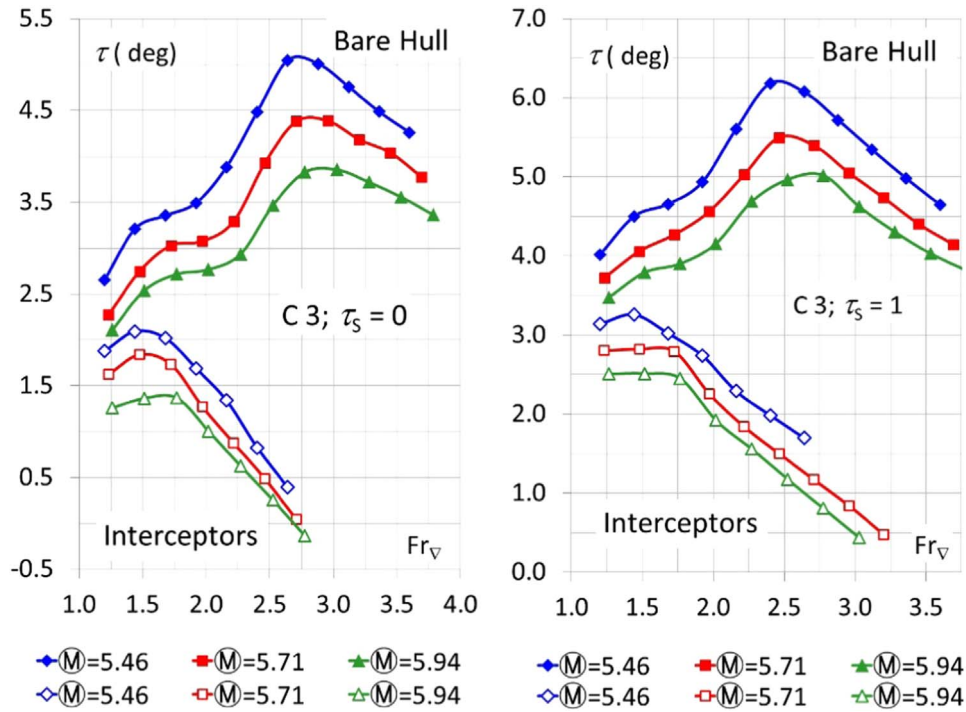 5.5
τ ( deg)
Bare Hull
4.5
3.5
2.5
C 3; τS = 0
1.5
0.5
Interceptors
Fr∇
-0.5
1.0 1.5 2.0 2.5 3.0 3.5 4.0
Ⓜ=5.46 Ⓜ=5.71 Ⓜ=5.94
Ⓜ=5.46 Ⓜ=5.71 Ⓜ=5.94
7.0
τ ( deg)
Bare Hull
6.0
5.0
4.0
C 3; τS = 1
3.0
2.0
1.0
Interceptors
Fr∇
0.0
1.0 1.5 2.0 2.5 3.0 3.5
Ⓜ=5.46 Ⓜ=5.71 Ⓜ=5.94
Ⓜ=5.46 Ⓜ=5.71 Ⓜ=5.94